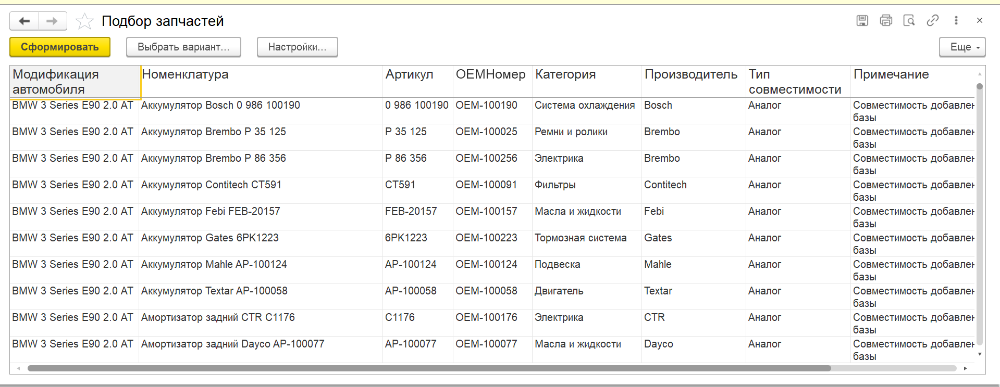 Подбор запчастей
Сформировать Выбрать вариант... Настройки... Еще
Модификация автомобиля Номенклатура Артикул OEMНомер Категория Производитель Тип совместимости Примечание
BMW 3 Series E90 2.0 AT Аккумулятор Bosch 0 986 100190 0 986 100190 OEM-100190 Система охлаждения Bosch Аналог Совместимость добавлен
базы
BMW 3 Series E90 2.0 AT Аккумулятор Brembo P 35 125 P 35 125 OEM-100025 Ремни и ролики Brembo Аналог Совместимость добавлен
базы
BMW 3 Series E90 2.0 AT Аккумулятор Brembo P 86 356 P 86 356 OEM-100256 Электрика Brembo Аналог Совместимость добавлен
базы
BMW 3 Series E90 2.0 AT Аккумулятор Contitech CT591 CT591 OEM-100091 Фильтры Contitech Аналог Совместимость добавлен
базы
BMW 3 Series E90 2.0 AT Аккумулятор Febi FEB-20157 FEB-20157 OEM-100157 Масла и жидкости Febi Аналог Совместимость добавлен
базы
BMW 3 Series E90 2.0 AT Аккумулятор Gates 6PK1223 6PK1223 OEM-100223 Тормозная система Gates Аналог Совместимость добавлен
базы
BMW 3 Series E90 2.0 AT Аккумулятор Mahle AP-100124 AP-100124 OEM-100124 Подвеска Mahle Аналог Совместимость добавлен
базы
BMW 3 Series E90 2.0 AT Аккумулятор Textar AP-100058 AP-100058 OEM-100058 Двигатель Textar Аналог Совместимость добавлен
базы
BMW 3 Series E90 2.0 AT Амортизатор задний CTR C1176 C1176 OEM-100176 Электрика CTR Аналог Совместимость добавлен
базы
BMW 3 Series E90 2.0 AT Амортизатор задний Dayco AP-100077 AP-100077 OEM-100077 Масла и жидкости Dayco Аналог Совместимость добавлен
базы